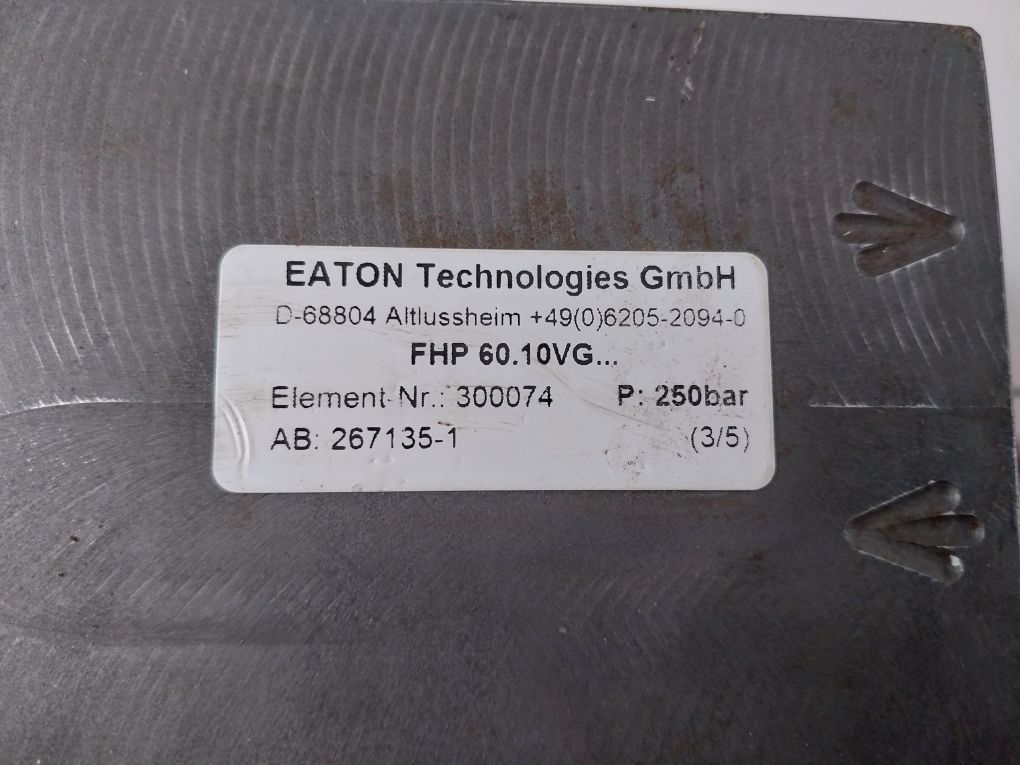 EATON Technologies GmbH
D-68804 Altlussheim +49(0)6205-2094-0
FHP 60.10VG...
Element-Nr.: 300074 P: 250bar
AB: 267135-1 (3/5)